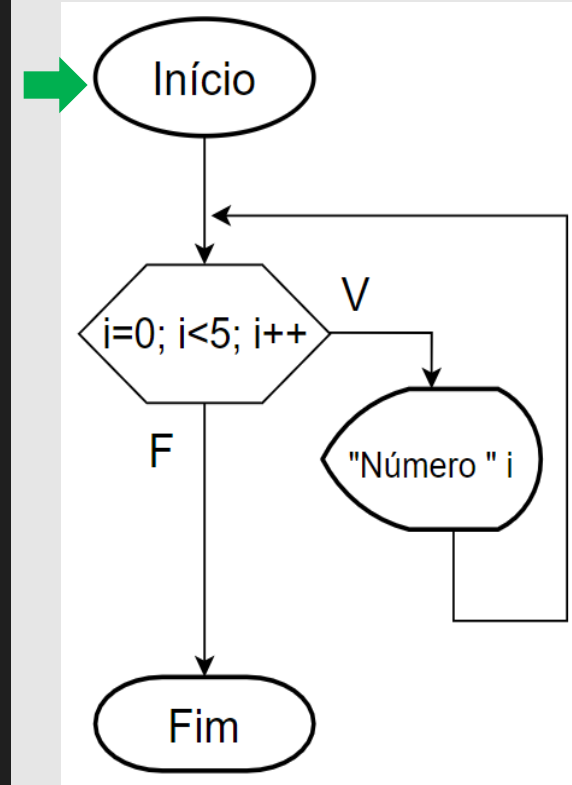 Início
i=0; i<5; i++
V
F
"Número " i
Fim